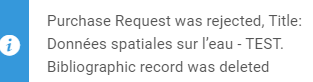 Purchase Request was rejected, Title:
Données spatiales sur l’eau - TEST.
Bibliographic record was deleted